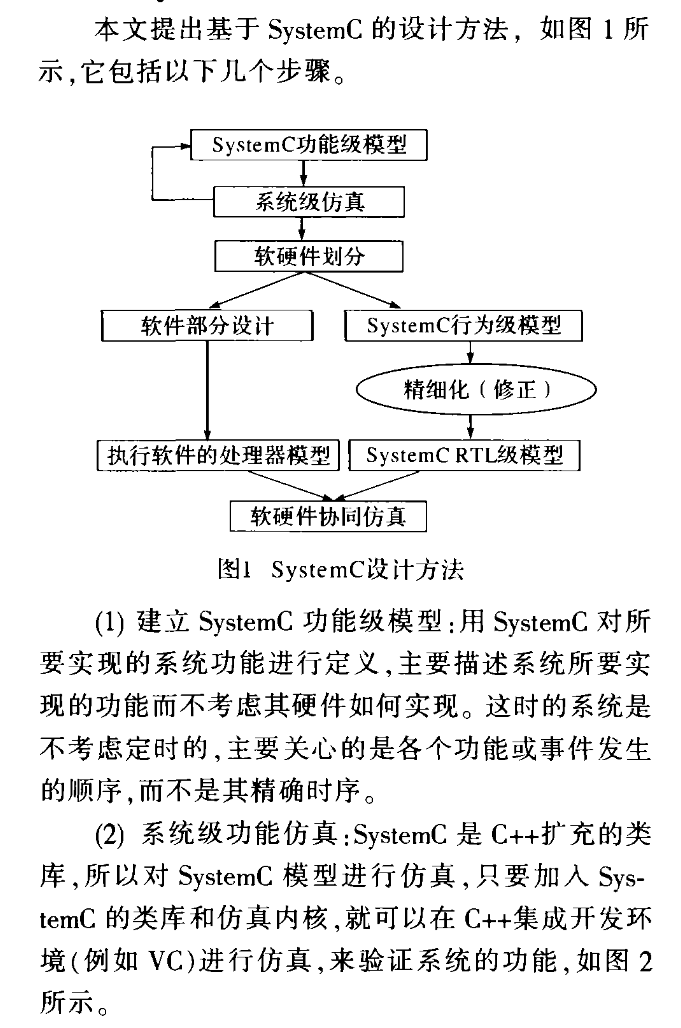 本文提出基于 SystemC 的设计方法, 如图 1 所
示,它包括以下几个步骤。
SystemC功能级模型
系统级仿真
软硬件划分
软件部分设计
SystemC行为级模型
精细化（修正）
执行软件的处理器模型
SystemC RTL级模型
软硬件协同仿真
图1 SystemC设计方法
(1) 建立 SystemC 功能级模型:用 SystemC 对所
要实现的系统功能进行定义,主要描述系统所要实
现的功能而不考虑其硬件如何实现。这时的系统是
不考虑定时的,主要关心的是各个功能或事件发生
的顺序,而不是其精确时序。
(2) 系统级功能仿真:SystemC 是 C++扩充的类
库,所以对 SystemC 模型进行仿真,只要加入 Sys-
temC 的类库和仿真内核,就可以在 C++集成开发环
境(例如 VC)进行仿真,来验证系统的功能,如图 2
所示。